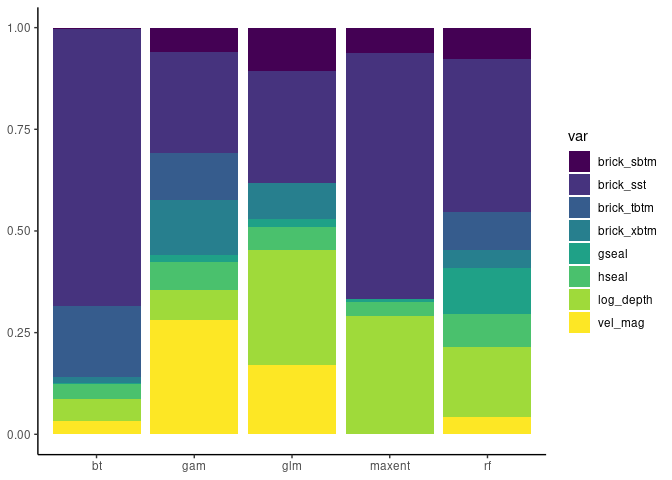 1.00
0.75
0.50
0.25
0.00
bt gam glm maxent rf
var
brick_sbtm
brick_sst
brick_tbtm
brick_xbtm
gseal
hseal
log_depth
vel_mag